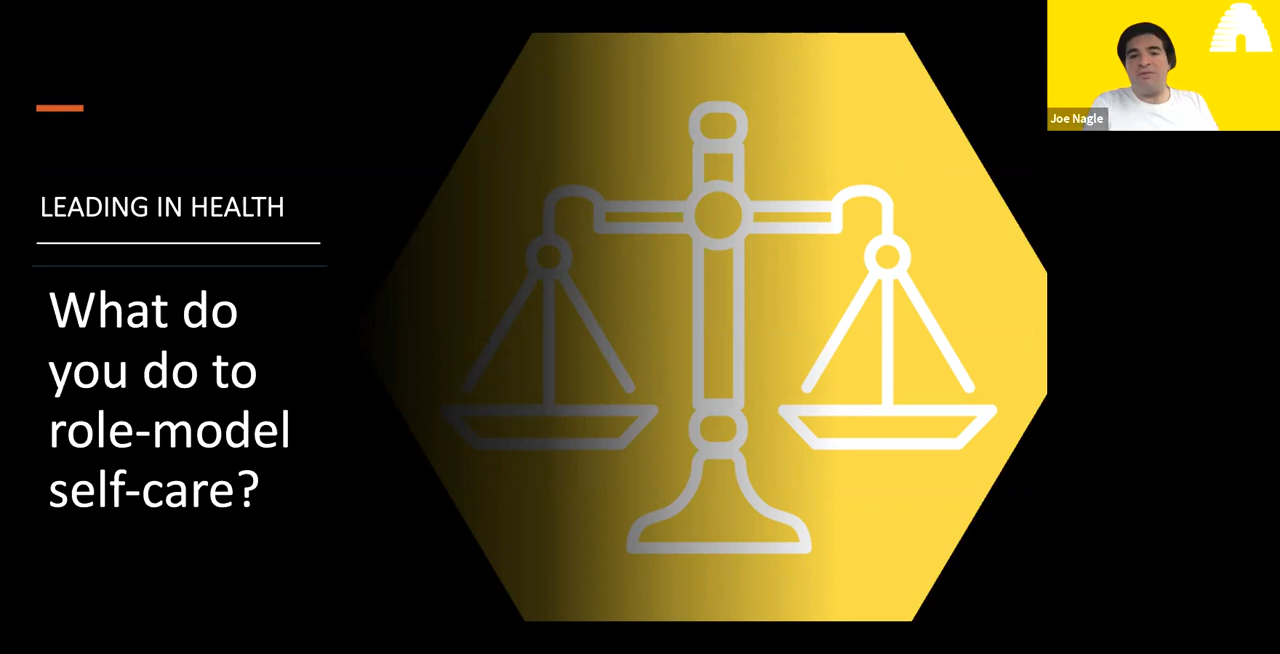 LEADING IN HEALTH
What do
you do to
role-model
self-care?
Joe Nagle